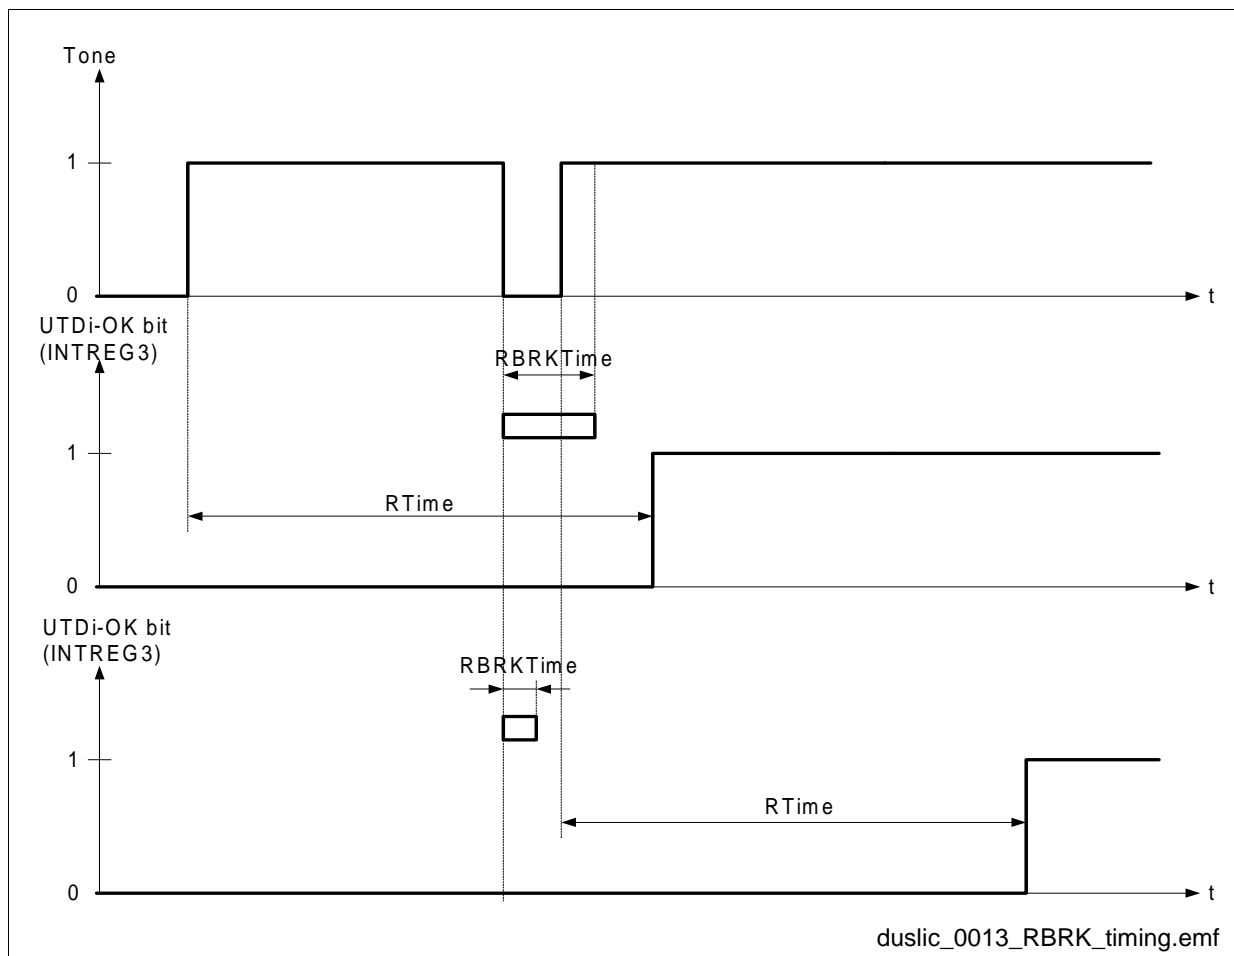 Tone
1
0
t
UTDi-OK bit
(INTREG3)
RBRKTime
1
RTime
0
t
UTDi-OK bit
(INTREG3)
RBRKTime
1
RTime
0
t
duslic_0013_RBRK_timing.emf